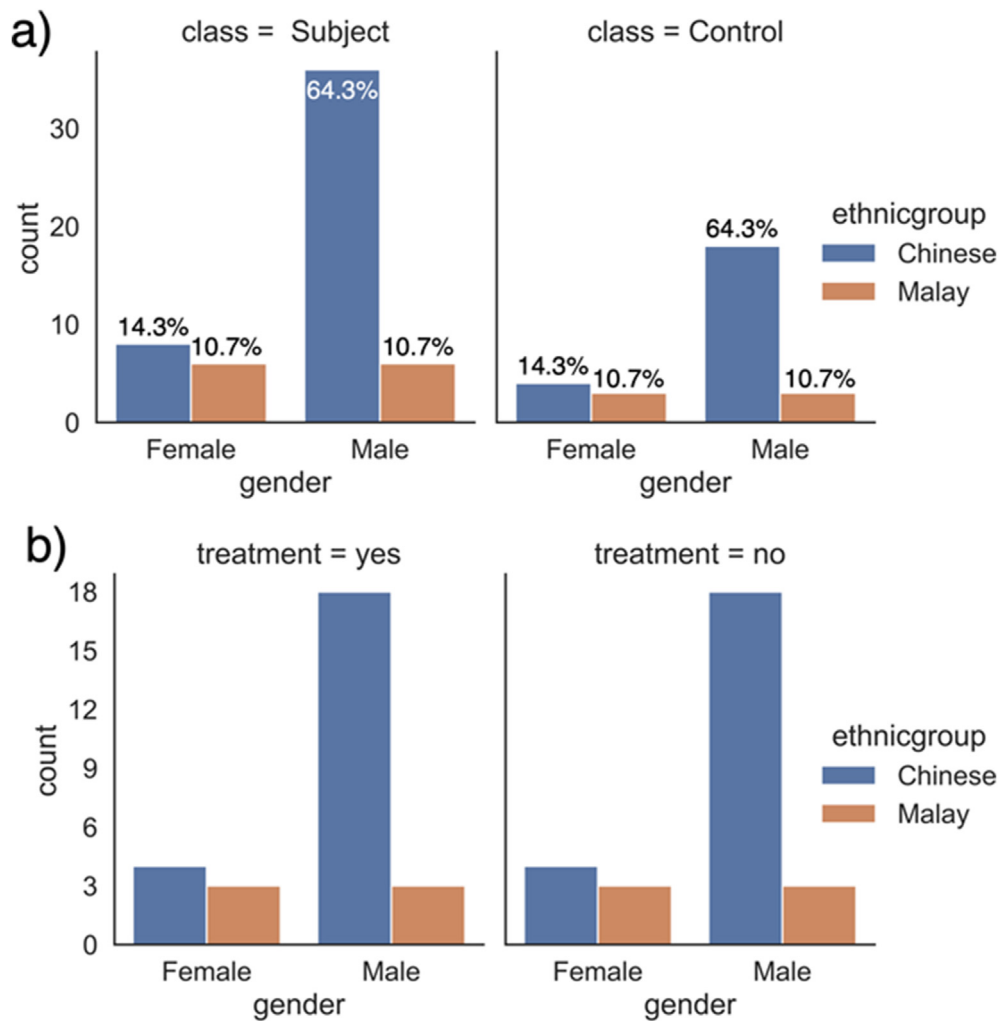 a)
class = Subject
class = Control
count
30
20
10
0
64.3%
14.3%
10.7%
10.7%
64.3%
14.3%
10.7%
10.7%
ethnicgroup
Chinese
Malay
Female
Male
Female
Male
gender
gender
b)
treatment = yes
treatment = no
count
18
15
12
9
6
3
0
ethnicgroup
Chinese
Malay
Female
Male
Female
Male
gender
gender